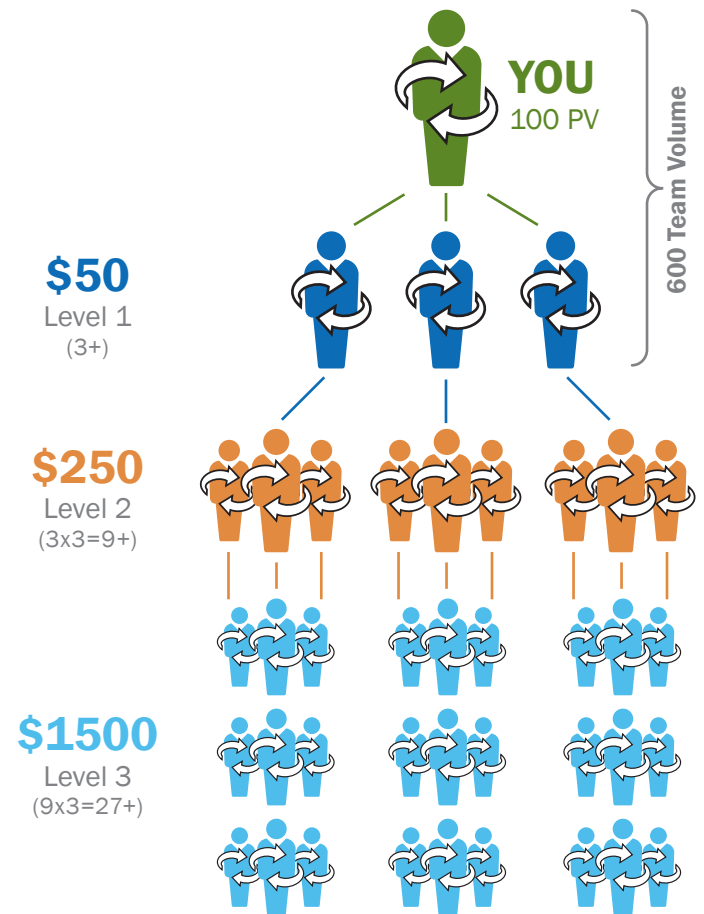 YOU
100 PV
600 Team Volume
$50
Level 1
(3+)
$250
Level 2
(3x3=9+)
$1500
Level 3
(9x3=27+)